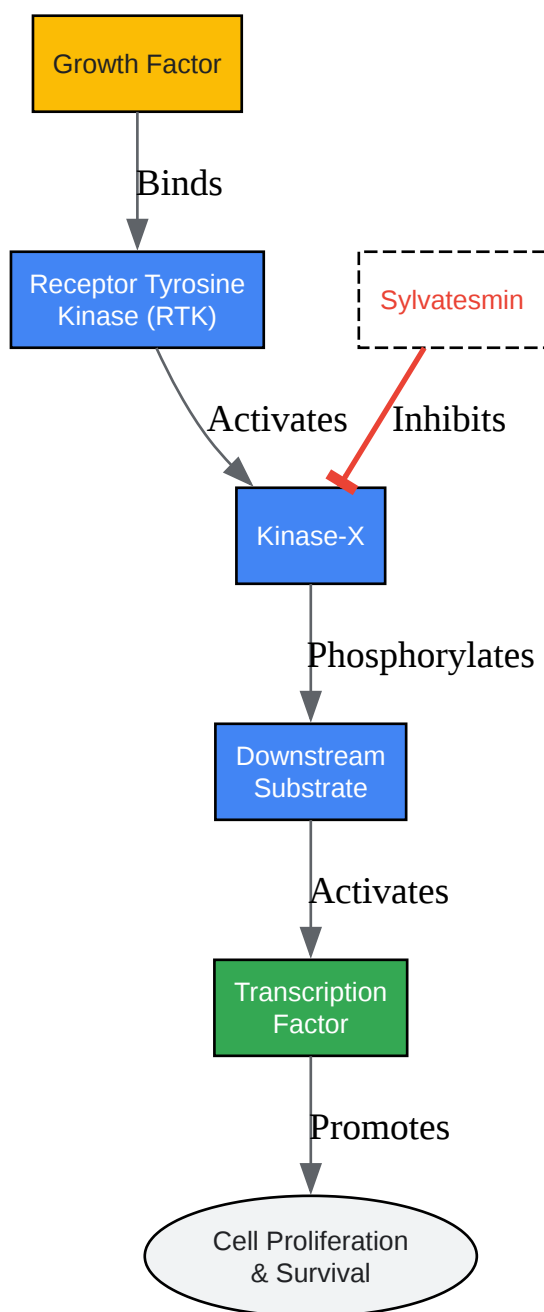 Growth Factor
Binds
Receptor Tyrosine
Kinase (RTK)
Sylvatesmin
Activates
Inhibits
Kinase-X
Phosphorylates
Downstream
Substrate
Activates
Transcription
Factor
Promotes
Cell Proliferation
& Survival